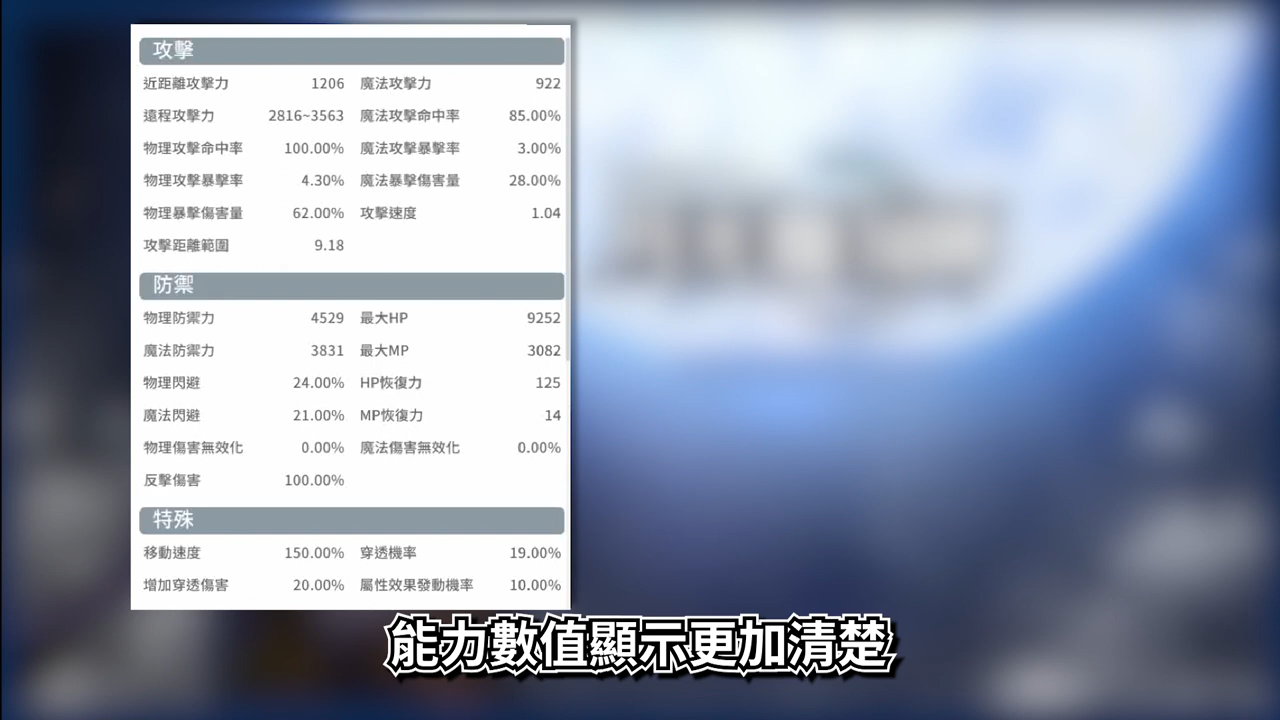 攻擊
近距離攻擊力 1206 魔法攻擊力 922
遠程攻擊力 2816~3563 魔法攻擊命中率 85.00%
物理攻擊命中率 100.00% 魔法攻擊暴擊率 3.00%
物理攻擊暴擊率 4.30% 魔法暴擊傷害量 28.00%
物理暴擊傷害量 62.00% 攻擊速度 1.04
攻擊距離範圍 9.18
防禦
物理防禦力 4529 最大HP 9252
魔法防禦力 3831 最大MP 3082
物理閃避 24.00% HP恢復力 125
魔法閃避 21.00% MP恢復力 14
物理傷害無效化 0.00% 魔法傷害無效化 0.00%
反擊傷害 100.00%
特殊
移動速度 150.00% 穿透機率 19.00%
增加穿透傷害 20.00% 屬性效果發動機率 10.00%
能力數值顯示更加清楚